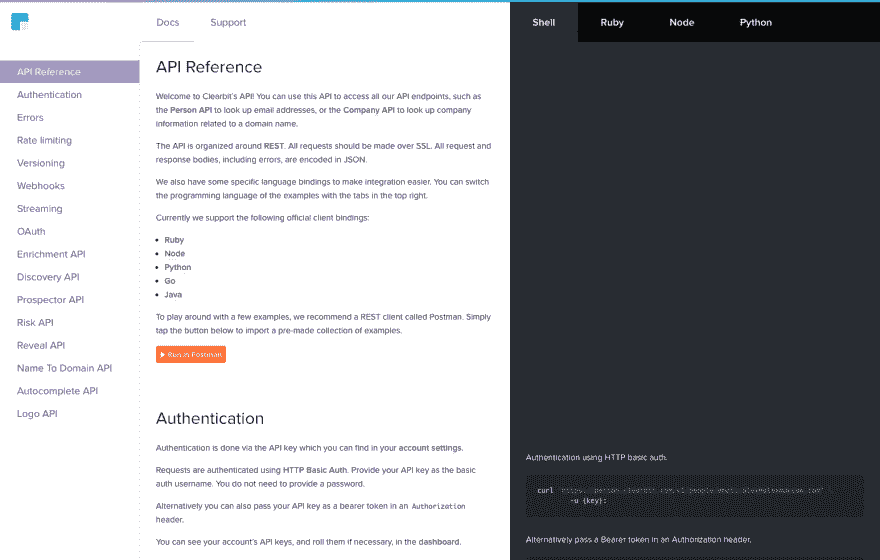 Docs
Support
Shell
Ruby
Node
Python
API Reference
Authentication
Errors
Rate limiting
Versioning
Webhooks
Streaming
OAuth
Enrichment API
Discovery API
Prospector API
Risk API
Reveal API
Name To Domain API
Autocomplete API
Logo API
API Reference
Welcome to Clearbit's API! You can use this API to access all our API endpoints, such as
the Person API to look up email addresses, or the Company API to look up company
information related to a domain name.
The API is organized around REST. All requests should be made over SSL. All request and
response bodies, including errors, are encoded in JSON.
We also have some specific language bindings to make integration easier. You can switch
the programming language of the examples with the tabs in the top right.
Currently we support the following official client bindings:
Ruby
Node
Python
Go
Java
To play around with a few examples, we recommend a REST client called Postman. Simply
tap the button below to import a pre-made collection of examples.
Run in Postman
Authentication
Authentication is done via the API key which you can find in your account settings.
Requests are authenticated using HTTP Basic Auth. Provide your API key as the basic
auth username. You do not need to provide a password.
Alternatively you can also pass your API key as a bearer token in an Authorization
header.
You can see your account's API keys, and roll them if necessary, in the dashboard.
Authentication using HTTP basic auth.
curl
-u {key}:
Alternatively pass a Bearer token in an Authorization header.